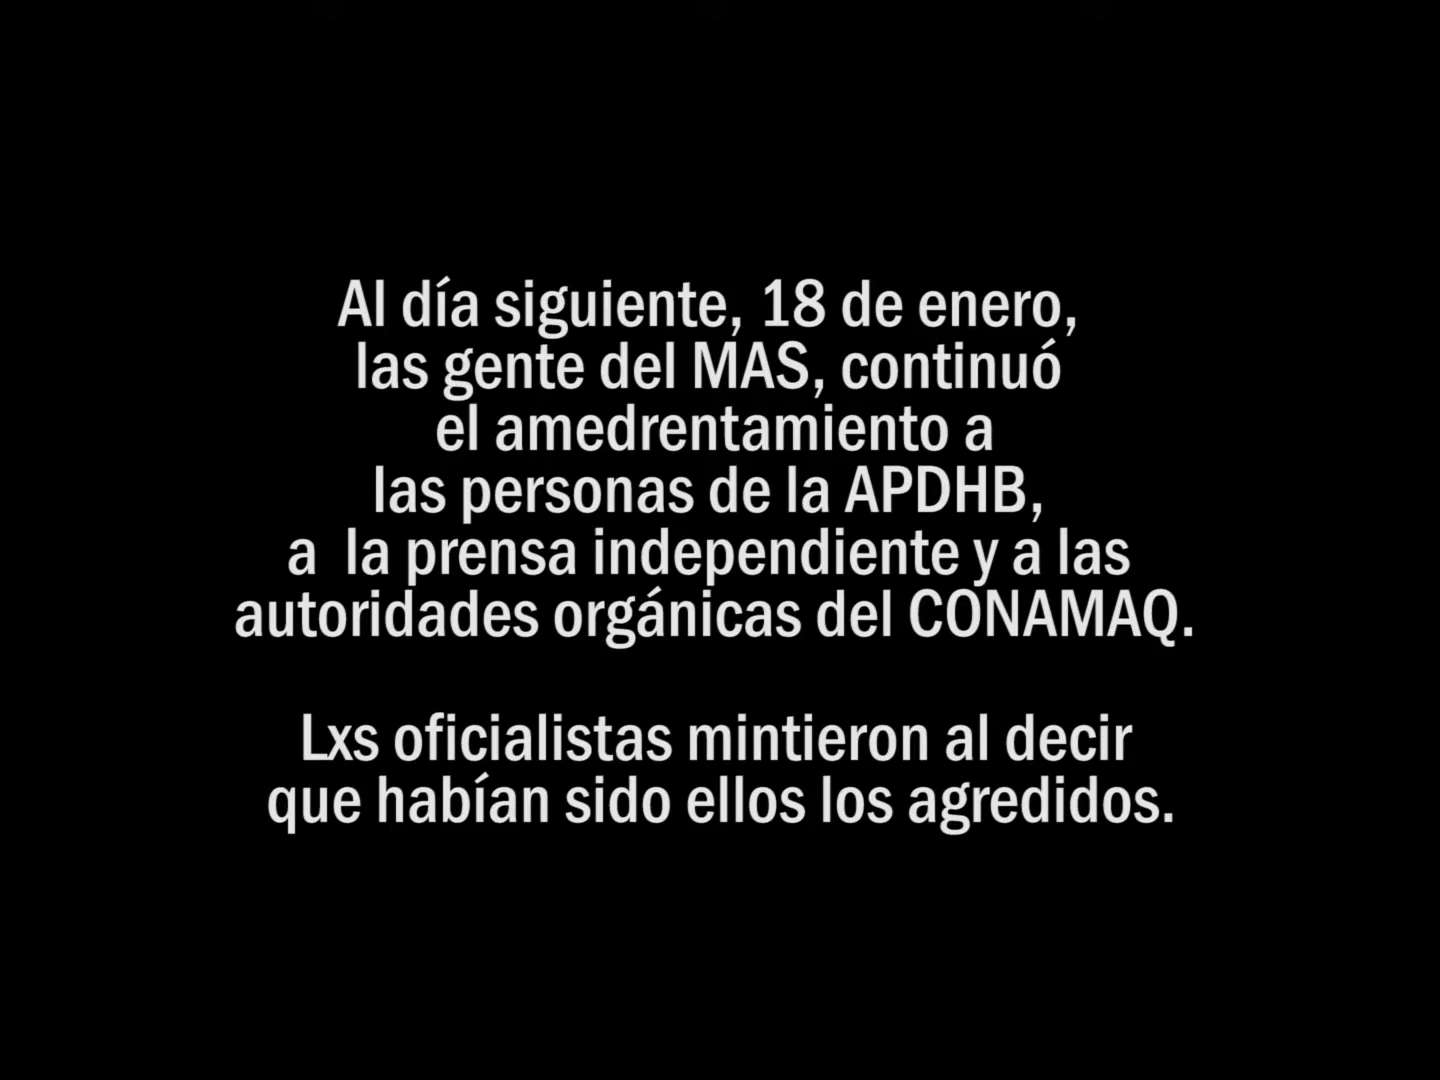 Al día siguiente, 18 de enero,
las gente del MAS, continuó
el amedrentamiento a
las personas de la APDHB,
a  la prensa independiente y a las
autoridades orgánicas del CONAMAQ.
Lxs oficialistas mintieron al decir
que habían sido ellos los agredidos.